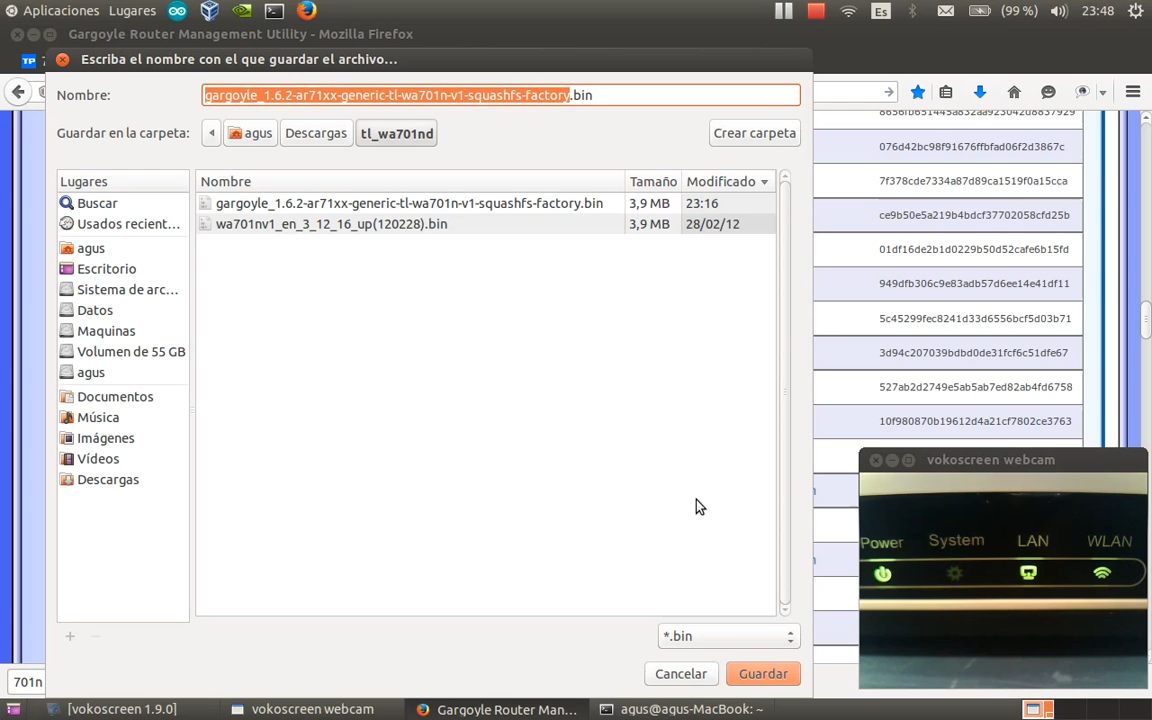 Aplicaciones Lugares Es (99 %) 23:48
Gargoyle Router Management Utility - Mozilla Firefox
TP 7
Escriba el nombre con el que guardar el archivo...
Nombre: gargoyle_1.6.2-ar71xx-generic-tl-wa701n-v1-squashfs-factory.bin
Guardar en la carpeta: agus Descargas tl_wa701nd Crear carpeta
Lugares Nombre Tamaño Modificado
Buscar
Usados recient...
agus
Escritorio
Sistema de arc...
Datos
Maquinas
Volumen de 55 GB
agus
Documentos
Música
Imágenes
Vídeos
Descargas
gargoyle_1.6.2-ar71xx-generic-tl-wa701n-v1-squashfs-factory.bin 3,9 MB 23:16
wa701nv1_en_3_12_16_up(120228).bin 3,9 MB 28/02/12
076d42bc98f91676ffbfad06f2d3867c
7f378cde7334a87d89ca1519f0a15cca
ce9b50e5a219b4bdcf37702058cfd25b
01df16de2b1d0229b50d52cafe6b15fd
949dfb306c9e83adb57d6ee14e41df11
5c45299fec8241d33d6556bcf5d03b71
3d94c207039bdbd0de31fcf6c51dfe67
527ab2d2749e5ab5ab7ed82ab4fd6758
10f980870b19612d4a21cf7802ce3763
vokoscreen webcam
Power System LAN WLAN
*.bin
Cancelar Guardar
701n
[vokoscreen 1.9.0] vokoscreen webcam Gargoyle Router Man... agus@agus-MacBook: ~